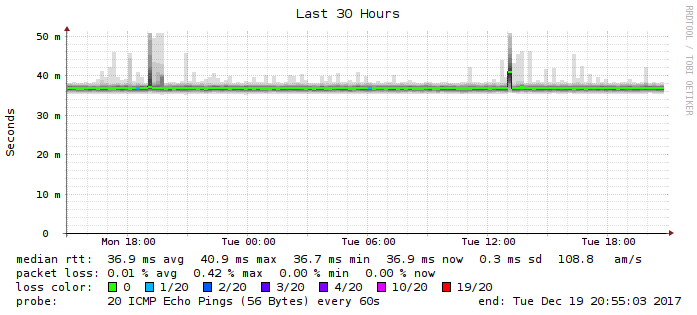 Last 30 Hours
RRDTOOL / TOBI OETIKER
Seconds
50 m
40 m
30 m
20 m
10 m
0
Mon 18:00 Tue 00:00 Tue 06:00 Tue 12:00 Tue 18:00
median rtt: 36.9 ms avg 40.9 ms max 36.7 ms min 36.9 ms now 0.3 ms sd 108.8 am/s
packet loss: 0.01 % avg 0.42 % max 0.00 % min 0.00 % now
loss color: 0 1/20 2/20 3/20 4/20 10/20 19/20
probe: 20 ICMP Echo Pings (56 Bytes) every 60s end: Tue Dec 19 20:55:03 2017